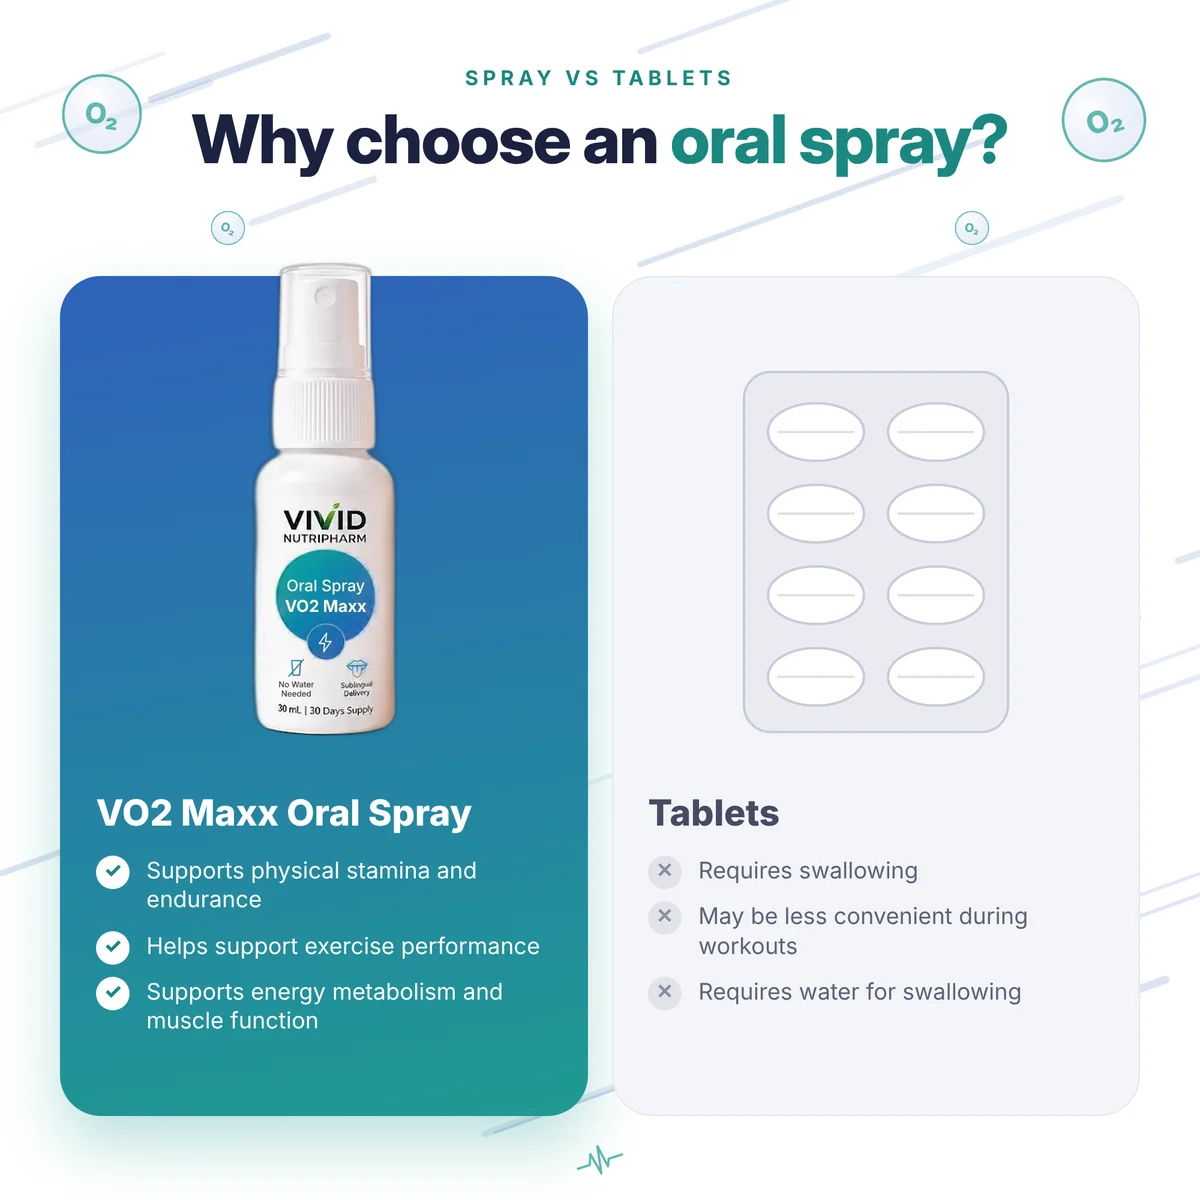 SPRAY VS TABLETS
Why choose an oral spray?
O₂
O₂
O₂
O₂
VIVID
NUTRIPHARM
Oral Spray
VO2 Maxx
No Water
Needed
Sublingual
Delivery
30 mL | 30 Days Supply
VO2 Maxx Oral Spray
Supports physical stamina and
endurance
Helps support exercise performance
Supports energy metabolism and
muscle function
Tablets
Requires swallowing
May be less convenient during
workouts
Requires water for swallowing